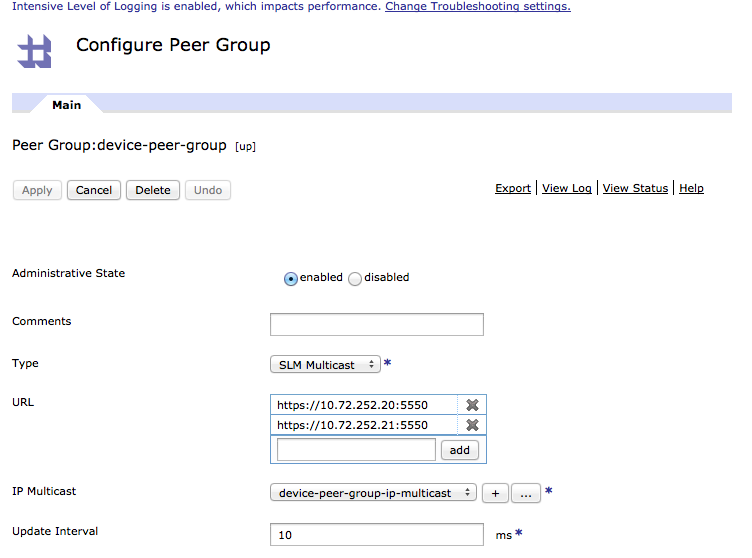 Intensive Level of Logging is enabled, which impacts performance. Change Troubleshooting settings.
Configure Peer Group
Main
Peer Group:device-peer-group [up]
Apply Cancel Delete Undo Export View Log View Status Help
Administrative State enabled disabled
Comments
Type SLM Multicast *
URL https://10.72.252.20:5550
https://10.72.252.21:5550
add
IP Multicast device-peer-group-ip-multicast + ... *
Update Interval 10 ms *